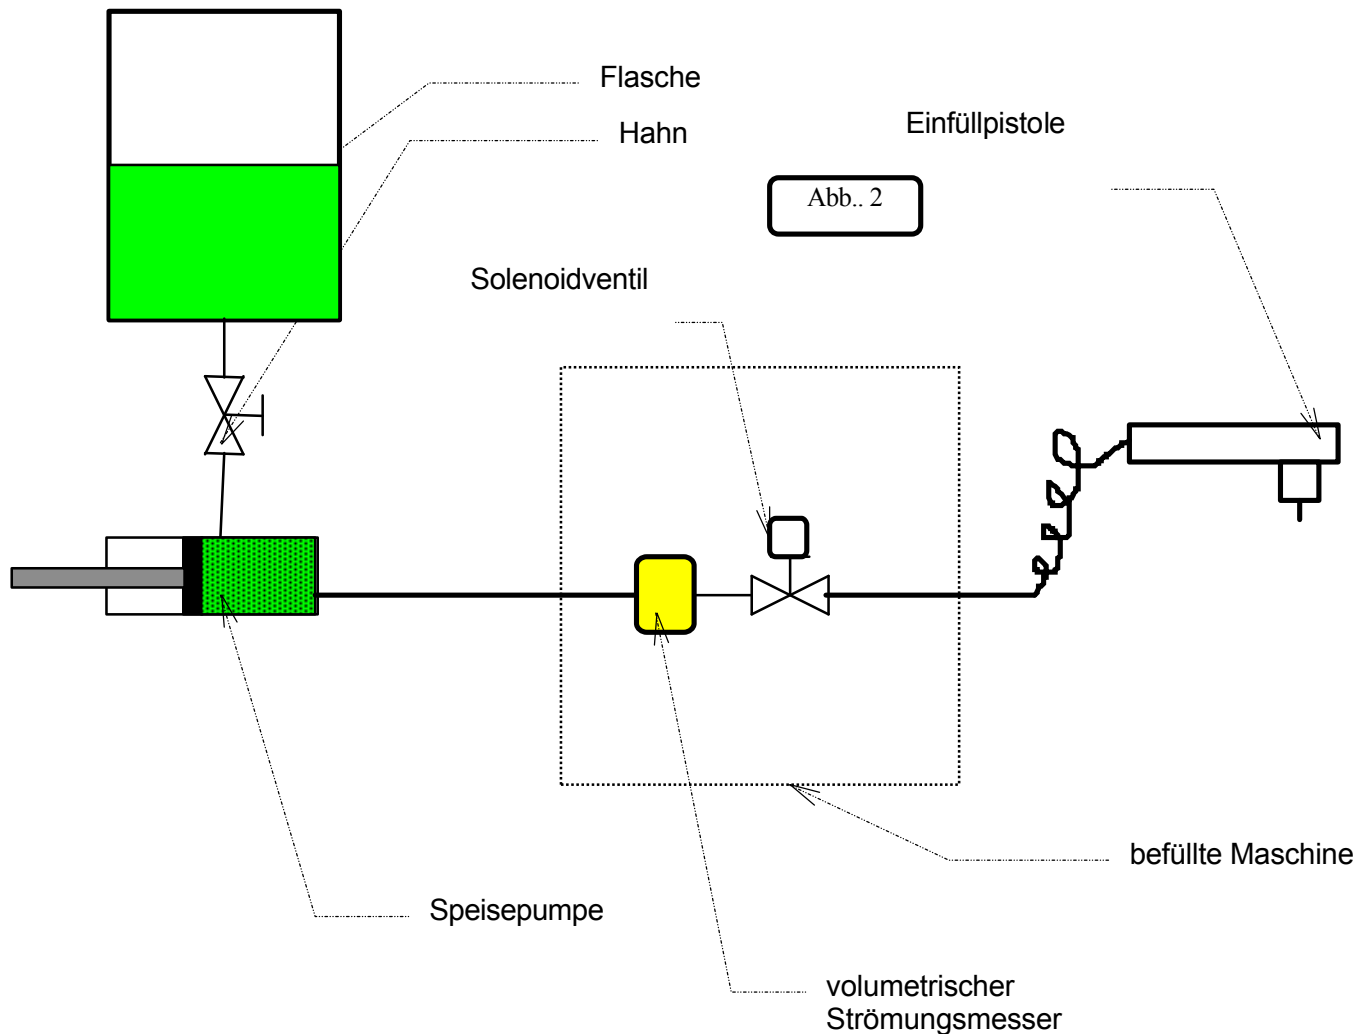 Flasche
Hahn
Einfüllpistole
Abb.. 2
Solenoidventil
befüllte Maschine
Speisepumpe
volumetrischer
Strömungsmesser